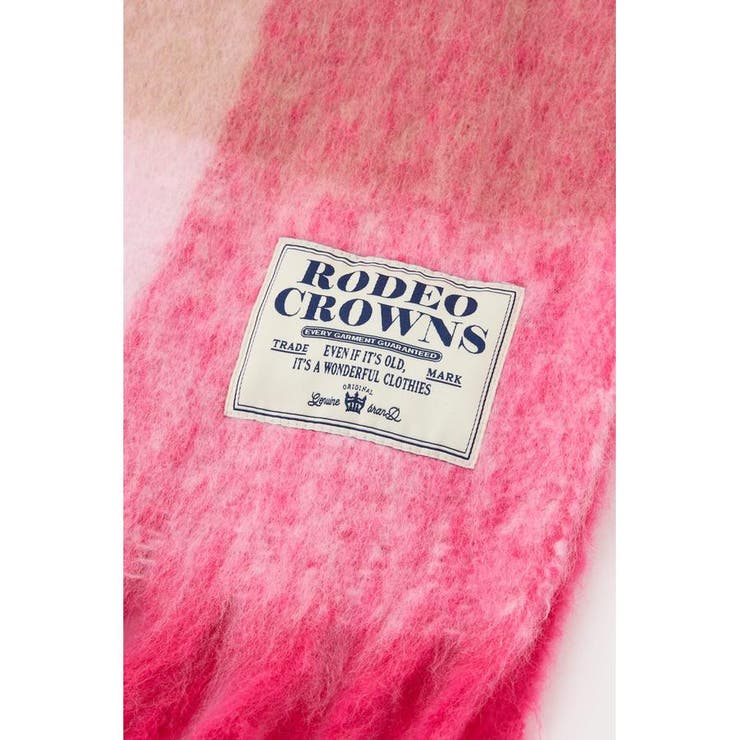 RODEO
CROWNS
EVERY GARMENT GUARANTEED
TRADE EVEN IF IT'S OLD, MARK
IT'S A WONDERFUL CLOTHIES
ORIGINAL
Genuine branD